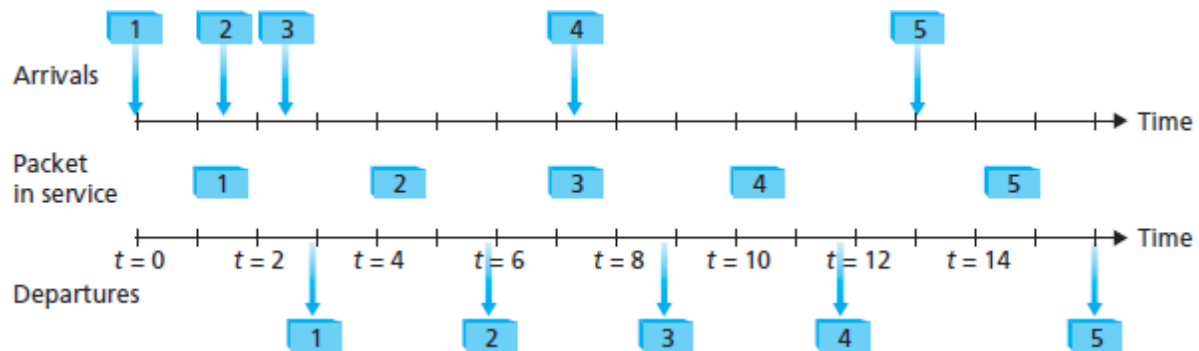 1 2 3 4 5
Arrivals
Time
Packet
in service
1 2 3 4 5
Time
t = 0 t = 2 t = 4 t = 6 t = 8 t = 10 t = 12 t = 14
Departures
1 2 3 4 5